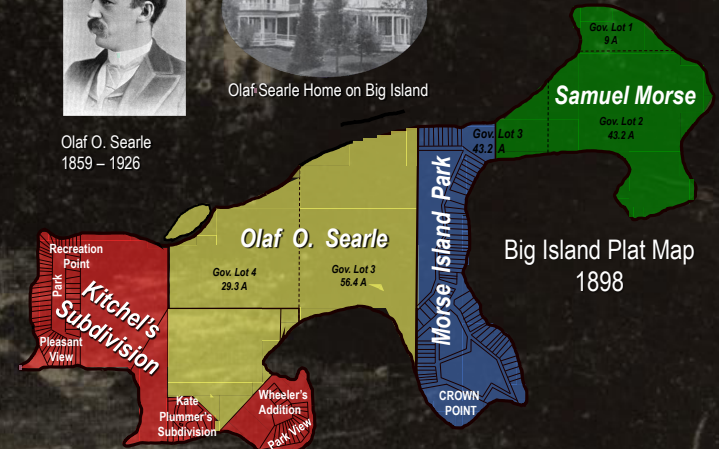 Olaf Searle Home on Big Island
Olaf O. Searle
1859 – 1926
Gov. Lot 1
9 A
Samuel Morse
Gov. Lot 2
43.2 A
Gov. Lot 3
43.2 A
Morse Island Park
CROWN
POINT
Olaf O. Searle
Gov. Lot 4
29.3 A
Gov. Lot 3
56.4 A
Big Island Plat Map
1898
Recreation
Point
Park
Pleasant
View
Kitchel's
Subdivision
Kate
Plummer's
Subdivision
Wheeler's
Addition
Park View